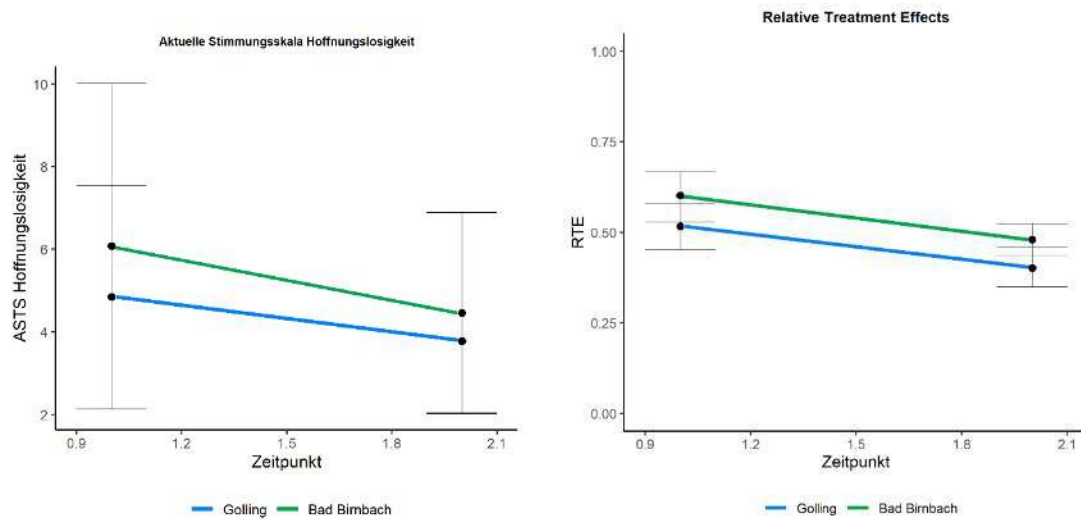 Aktuelle Stimmungsskala Hoffnungslosigkeit
ASTS Hoffnungslosigkeit
10
8
6
4
2
0.9 1.2 1.5 1.8 2.1
Zeitpunkt
Golling Bad Birnbach
Relative Treatment Effects
RTE
1.00
0.75
0.50
0.25
0.00
0.9 1.2 1.5 1.8 2.1
Zeitpunkt
Golling Bad Birnbach